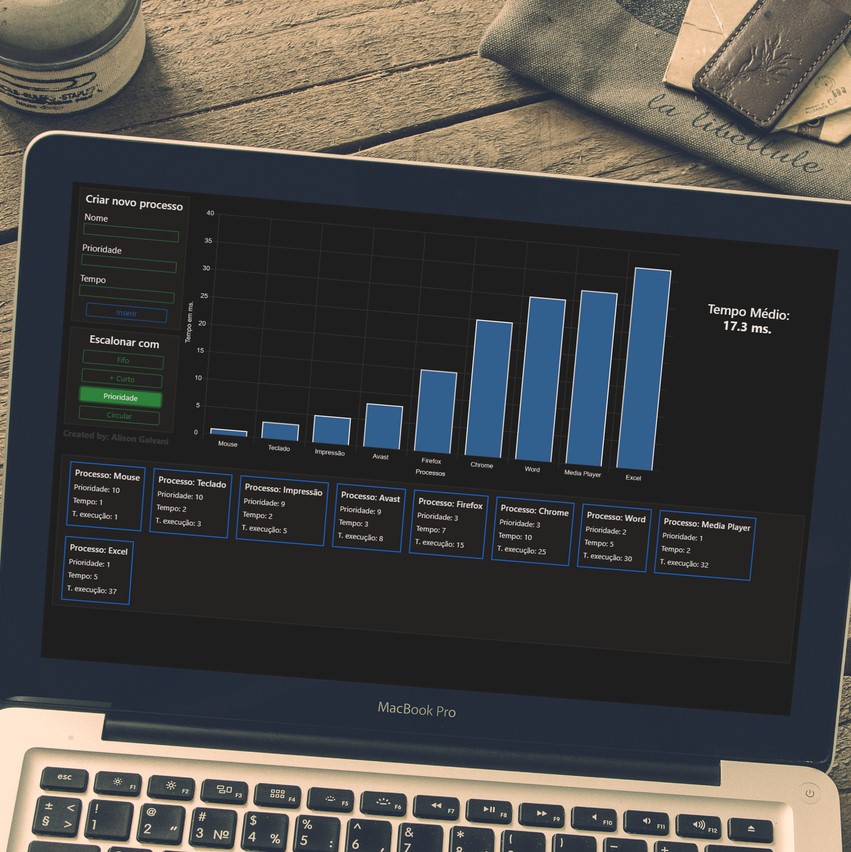 la libellule
Criar novo processo
Nome
Prioridade
Tempo
Inserir
Escalonar com
Fifo
+ Curto
Prioridade
Circular
Created by: Alison Galvani
Tempo em ms.
40
35
30
25
20
15
10
5
0
Mouse
Teclado
Impressão
Avast
Firefox
Chrome
Word
Media Player
Excel
Processos
Tempo Médio:
17.3 ms.
Processo: Mouse
Prioridade: 10
Tempo: 1
T. execução: 1
Processo: Teclado
Prioridade: 10
Tempo: 2
T. execução: 3
Processo: Impressão
Prioridade: 9
Tempo: 2
T. execução: 5
Processo: Avast
Prioridade: 9
Tempo: 3
T. execução: 8
Processo: Firefox
Prioridade: 3
Tempo: 7
T. execução: 15
Processo: Chrome
Prioridade: 3
Tempo: 10
T. execução: 25
Processo: Word
Prioridade: 2
Tempo: 5
T. execução: 30
Processo: Media Player
Prioridade: 1
Tempo: 2
T. execução: 32
Processo: Excel
Prioridade: 1
Tempo: 5
T. execução: 37
MacBook Pro
esc F1 F2 F3 F4 F5 F6 F7 F8 F9 F10 F11 F12
± < ! @ # $ % ^ & * ( )
§ > 1 2 " 3 № 4 % 5 : 6 , 7